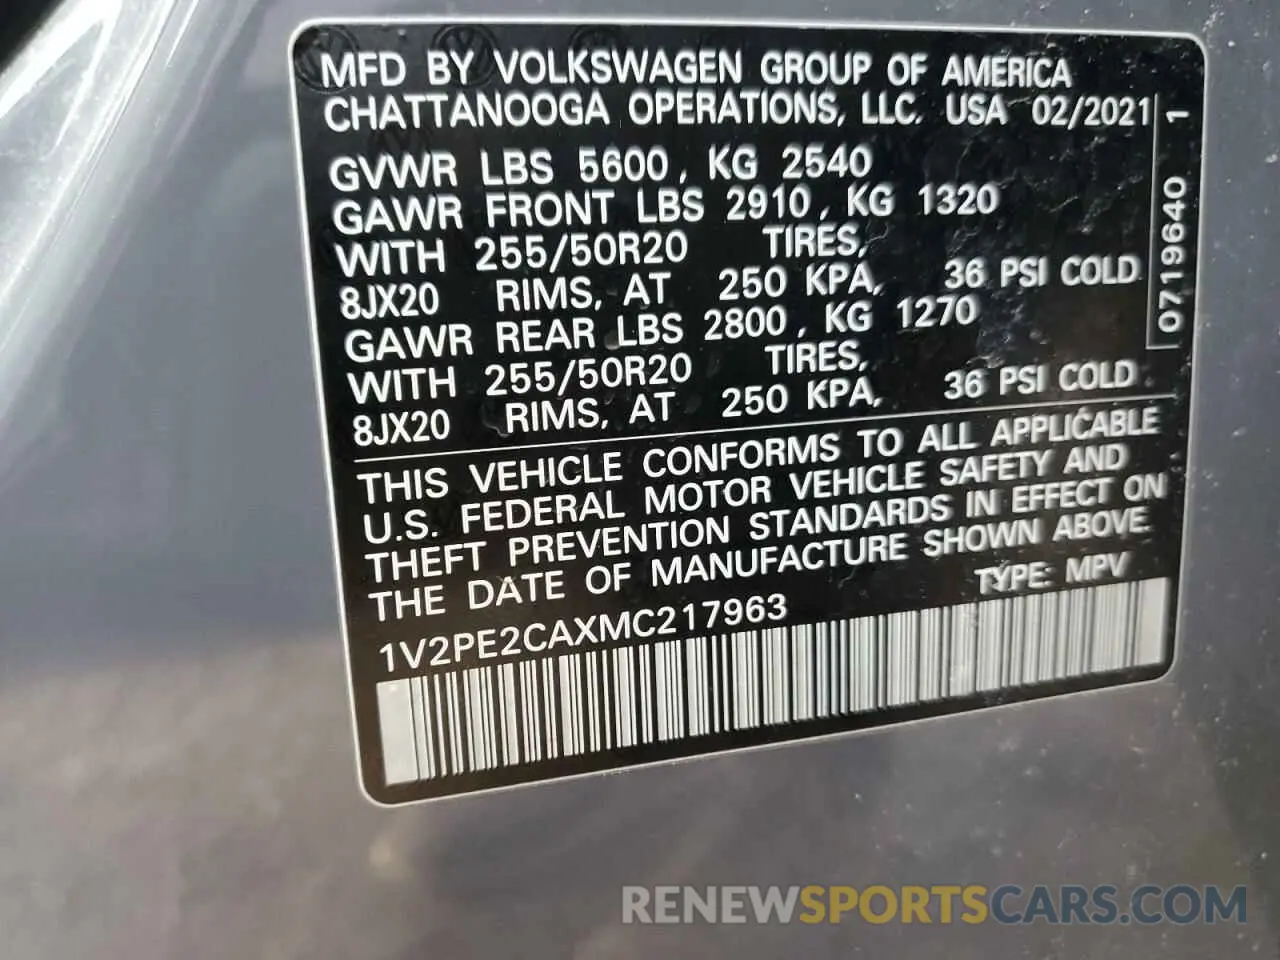 MFD BY VOLKSWAGEN GROUP OF AMERICA
CHATTANOOGA OPERATIONS, LLC. USA 02/2021
GVWR LBS 5600, KG 2540
GAWR FRONT LBS 2910, KG 1320
WITH 255/50R20 TIRES,
8JX20 RIMS, AT 250 KPA, 36 PSI COLD
GAWR REAR LBS 2800, KG 1270
WITH 255/50R20 TIRES,
8JX20 RIMS, AT 250 KPA, 36 PSI COLD
0719640 1
THIS VEHICLE CONFORMS TO ALL APPLICABLE
U.S. FEDERAL MOTOR VEHICLE SAFETY AND
THEFT PREVENTION STANDARDS IN EFFECT ON
THE DATE OF MANUFACTURE SHOWN ABOVE.
TYPE: MPV
1V2PE2CAXMC217963
RENEWSPORTSCARS.COM